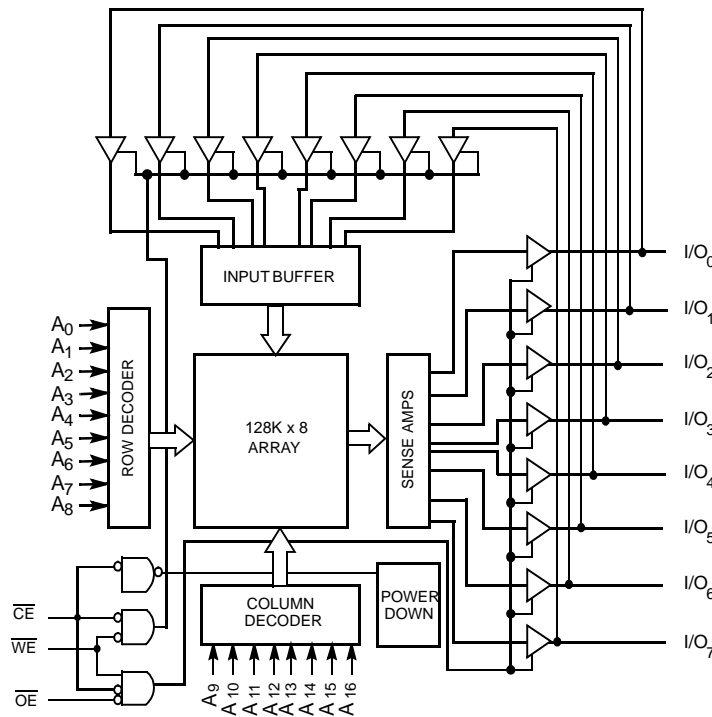 INPUT BUFFER
I/O0
I/O1
I/O2
I/O3
I/O4
I/O5
I/O6
I/O7
A0
A1
A2
A3
A4
A5
A6
A7
A8
ROW DECODER
128K x 8
ARRAY
SENSE AMPS
COLUMN
DECODER
POWER
DOWN
CE
WE
OE
A9
A10
A11
A12
A13
A14
A15
A16